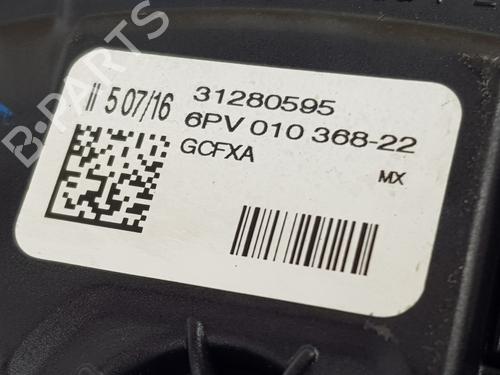 II 5 07/16
31280595
6PV 010 368-22
GCFXA
MX
B-PARTS